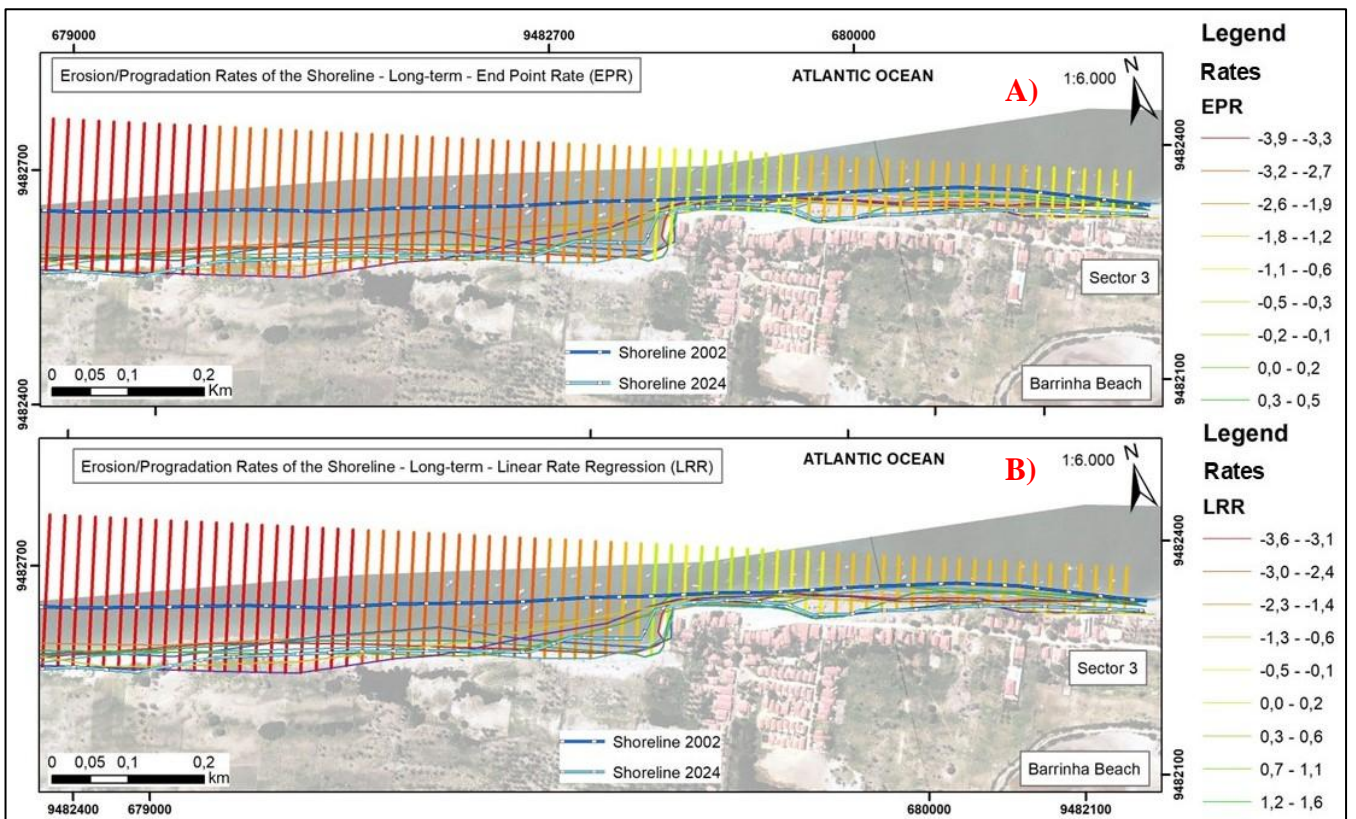 679000
9482700
680000
Erosion/Progradation Rates of the Shoreline - Long-term - End Point Rate (EPR)
ATLANTIC OCEAN
A)
1:6.000
N
9482700
9482400
Sector 3
Shoreline 2002
Shoreline 2024
0 0,05 0,1 0,2
Km
Barrinha Beach
9482400
9482100
Legend
Rates
EPR
-3,9 - -3,3
-3,2 - -2,7
-2,6 - -1,9
-1,8 - -1,2
-1,1 - -0,6
-0,5 - -0,3
-0,2 - -0,1
0,0 - 0,2
0,3 - 0,5
Erosion/Progradation Rates of the Shoreline - Long-term - Linear Rate Regression (LRR)
ATLANTIC OCEAN
B)
1:6.000
N
9482700
9482400
Sector 3
Shoreline 2002
Shoreline 2024
0 0,05 0,1 0,2
km
Barrinha Beach
9482100
9482400
679000
680000
9482100
Legend
Rates
LRR
-3,6 - -3,1
-3,0 - -2,4
-2,3 - -1,4
-1,3 - -0,6
-0,5 - -0,1
0,0 - 0,2
0,3 - 0,6
0,7 - 1,1
1,2 - 1,6